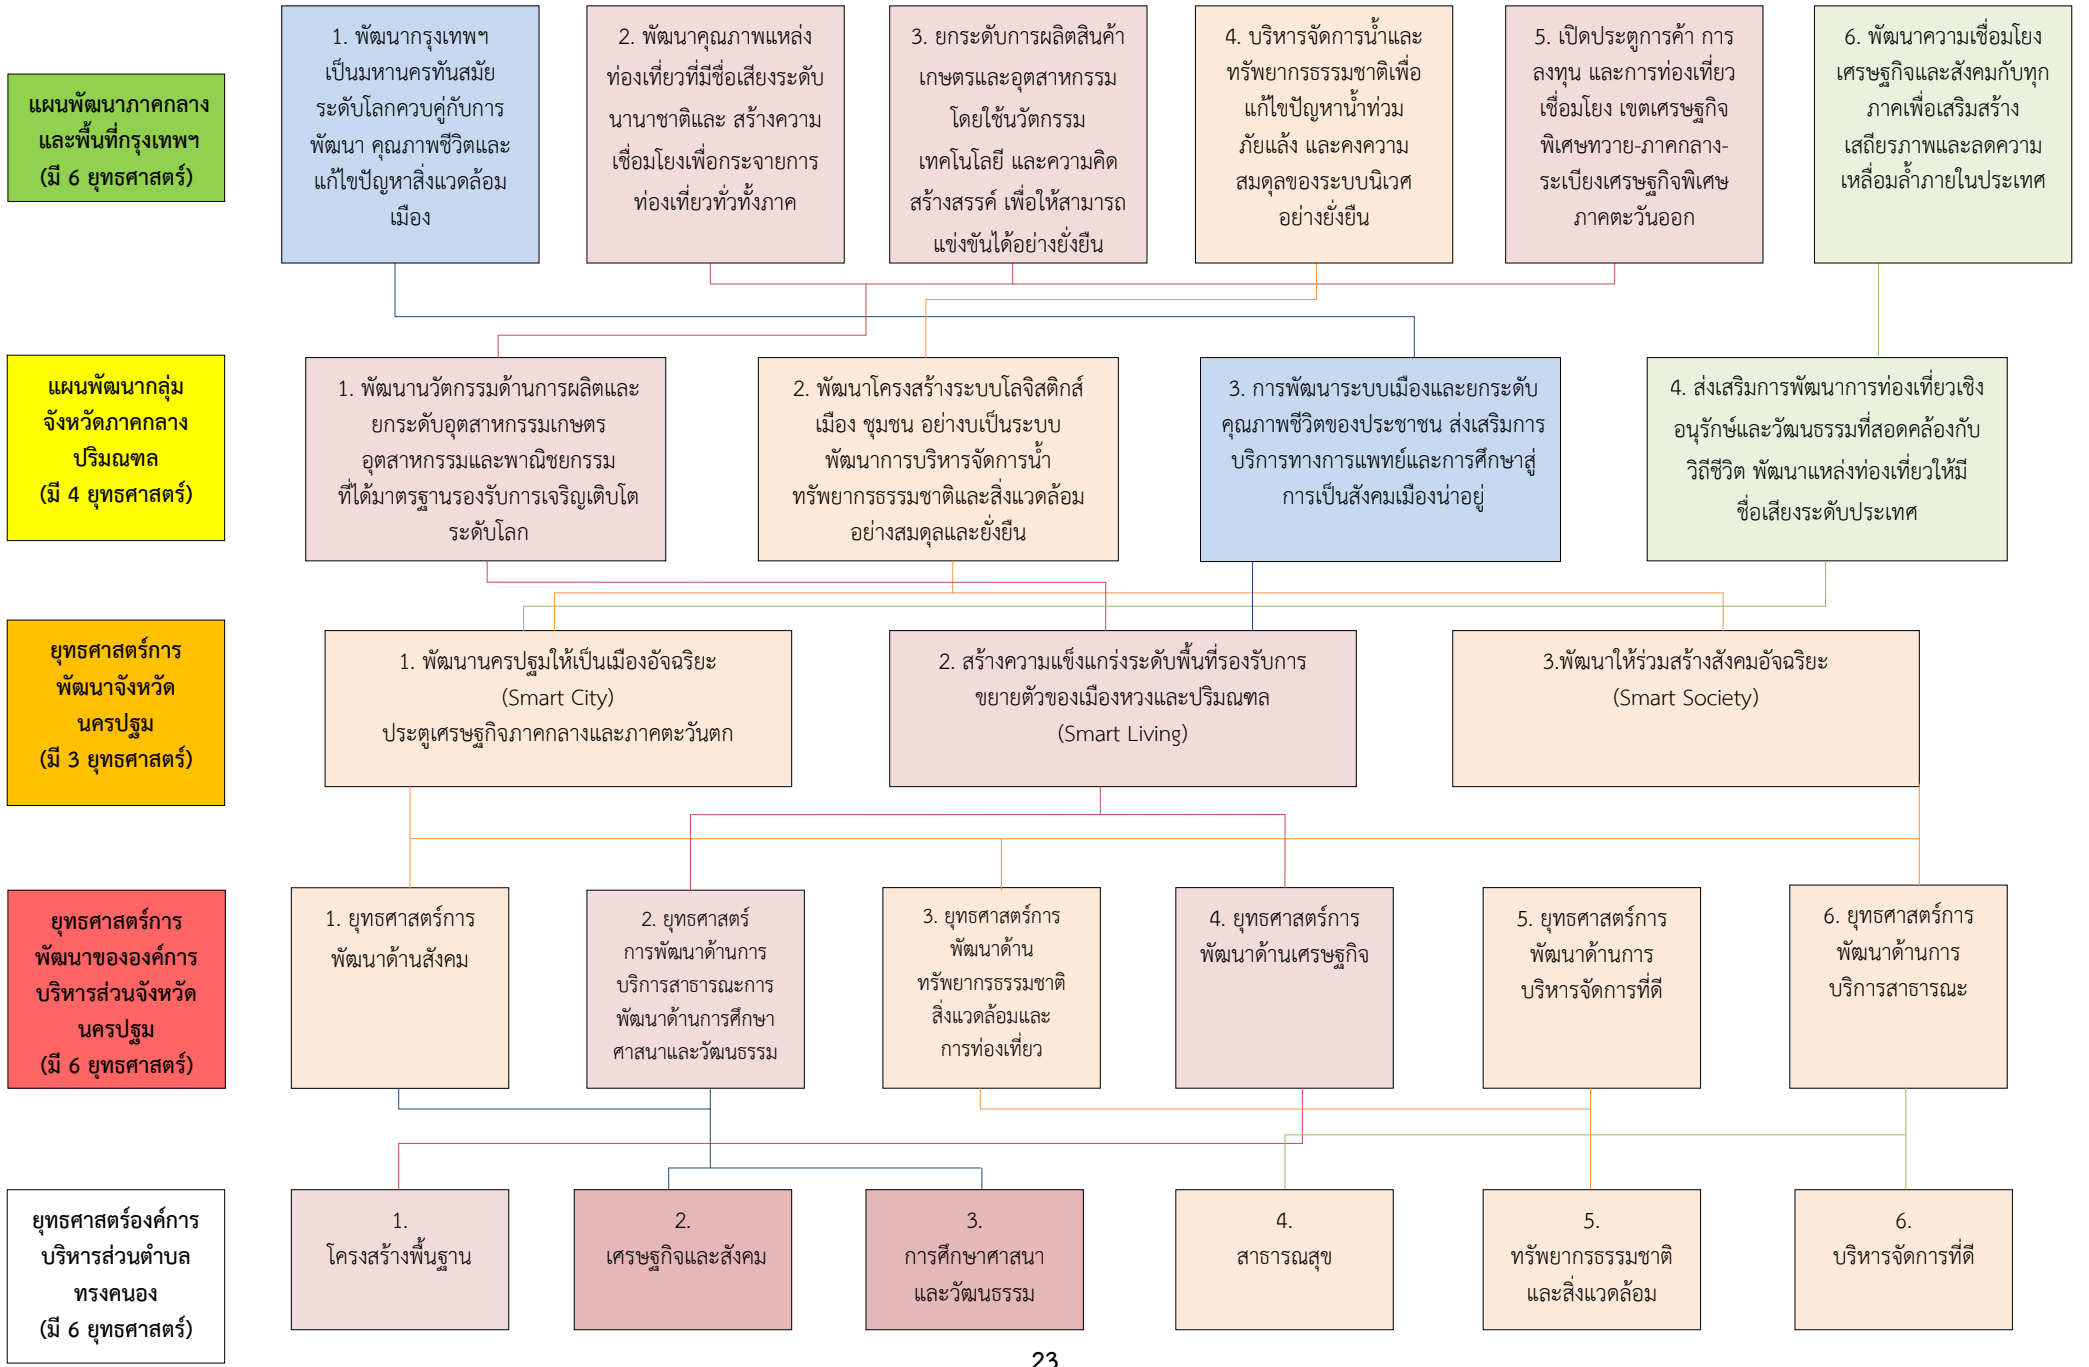 แผนพัฒนาภาคกลาง
และพื้นที่กรุงเทพฯ
(มี 6 ยุทธศาสตร์)
1. พัฒนากรุงเทพฯ
เป็นมหานครทันสมัย
ระดับโลกควบคู่กับการ
พัฒนา คุณภาพชีวิตและ
แก้ไขปัญหาสิ่งแวดล้อม
เมือง
2. พัฒนาคุณภาพแหล่ง
ท่องเที่ยวที่มีชื่อเสียงระดับ
นานาชาติและ สร้างความ
เชื่อมโยงเพื่อกระจายการ
ท่องเที่ยวทั่วทั้งภาค
3. ยกระดับการผลิตสินค้า
เกษตรและอุตสาหกรรม
โดยใช้นวัตกรรม
เทคโนโลยี และความคิด
สร้างสรรค์ เพื่อให้สามารถ
แข่งขันได้อย่างยั่งยืน
4. บริหารจัดการน้ำและ
ทรัพยากรธรรมชาติเพื่อ
แก้ไขปัญหาน้ำท่วม
ภัยแล้ง และคงความ
สมดุลของระบบนิเวศ
อย่างยั่งยืน
5. เปิดประตูการค้า การ
ลงทุน และการท่องเที่ยว
เชื่อมโยง เขตเศรษฐกิจ
พิเศษทวาย-ภาคกลาง-
ระเบียงเศรษฐกิจพิเศษ
ภาคตะวันออก
6. พัฒนาความเชื่อมโยง
เศรษฐกิจและสังคมกับทุก
ภาคเพื่อเสริมสร้าง
เสถียรภาพและลดความ
เหลื่อมล้ำภายในประเทศ
แผนพัฒนากลุ่ม
จังหวัดภาคกลาง
ปริมณฑล
(มี 4 ยุทธศาสตร์)
1. พัฒนานวัตกรรมด้านการผลิตและ
ยกระดับอุตสาหกรรมเกษตร
อุตสาหกรรมและพาณิชยกรรม
ที่ได้มาตรฐานรองรับการเจริญเติบโต
ระดับโลก
2. พัฒนาโครงสร้างระบบโลจิสติกส์
เมือง ชุมชน อย่างบเป็นระบบ
พัฒนาการบริหารจัดการน้ำ
ทรัพยากรธรรมชาติและสิ่งแวดล้อม
อย่างสมดุลและยั่งยืน
3. การพัฒนาระบบเมืองและยกระดับ
คุณภาพชีวิตของประชาชน ส่งเสริมการ
บริการทางการแพทย์และการศึกษาสู่
การเป็นสังคมเมืองน่าอยู่
4. ส่งเสริมการพัฒนาการท่องเที่ยวเชิง
อนุรักษ์และวัฒนธรรมที่สอดคล้องกับ
วิถีชีวิต พัฒนาแหล่งท่องเที่ยวให้มี
ชื่อเสียงระดับประเทศ
ยุทธศาสตร์การ
พัฒนาจังหวัด
นครปฐม
(มี 3 ยุทธศาสตร์)
1. พัฒนานครปฐมให้เป็นเมืองอัจฉริยะ
(Smart City)
ประตูเศรษฐกิจภาคกลางและภาคตะวันตก
2. สร้างความแข็งแกร่งระดับพื้นที่รองรับการ
ขยายตัวของเมืองหวงและปริมณฑล
(Smart Living)
3.พัฒนาให้ร่วมสร้างสังคมอัจฉริยะ
(Smart Society)
ยุทธศาสตร์การ
พัฒนาขององค์การ
บริหารส่วนจังหวัด
นครปฐม
(มี 6 ยุทธศาสตร์)
1. ยุทธศาสตร์การ
พัฒนาด้านสังคม
2. ยุทธศาสตร์
การพัฒนาด้านการ
บริการสาธารณะการ
พัฒนาด้านการศึกษา
ศาสนาและวัฒนธรรม
3. ยุทธศาสตร์การ
พัฒนาด้าน
ทรัพยากรธรรมชาติ
สิ่งแวดล้อมและ
การท่องเที่ยว
4. ยุทธศาสตร์การ
พัฒนาด้านเศรษฐกิจ
5. ยุทธศาสตร์การ
พัฒนาด้านการ
บริหารจัดการที่ดี
6. ยุทธศาสตร์การ
พัฒนาด้านการ
บริการสาธารณะ
ยุทธศาสตร์องค์การ
บริหารส่วนตำบล
ทรงคนอง
(มี 6 ยุทธศาสตร์)
1.
โครงสร้างพื้นฐาน
2.
เศรษฐกิจและสังคม
3.
การศึกษาศาสนา
และวัฒนธรรม
4.
สาธารณสุข
5.
ทรัพยากรธรรมชาติ
และสิ่งแวดล้อม
6.
บริหารจัดการที่ดี
23